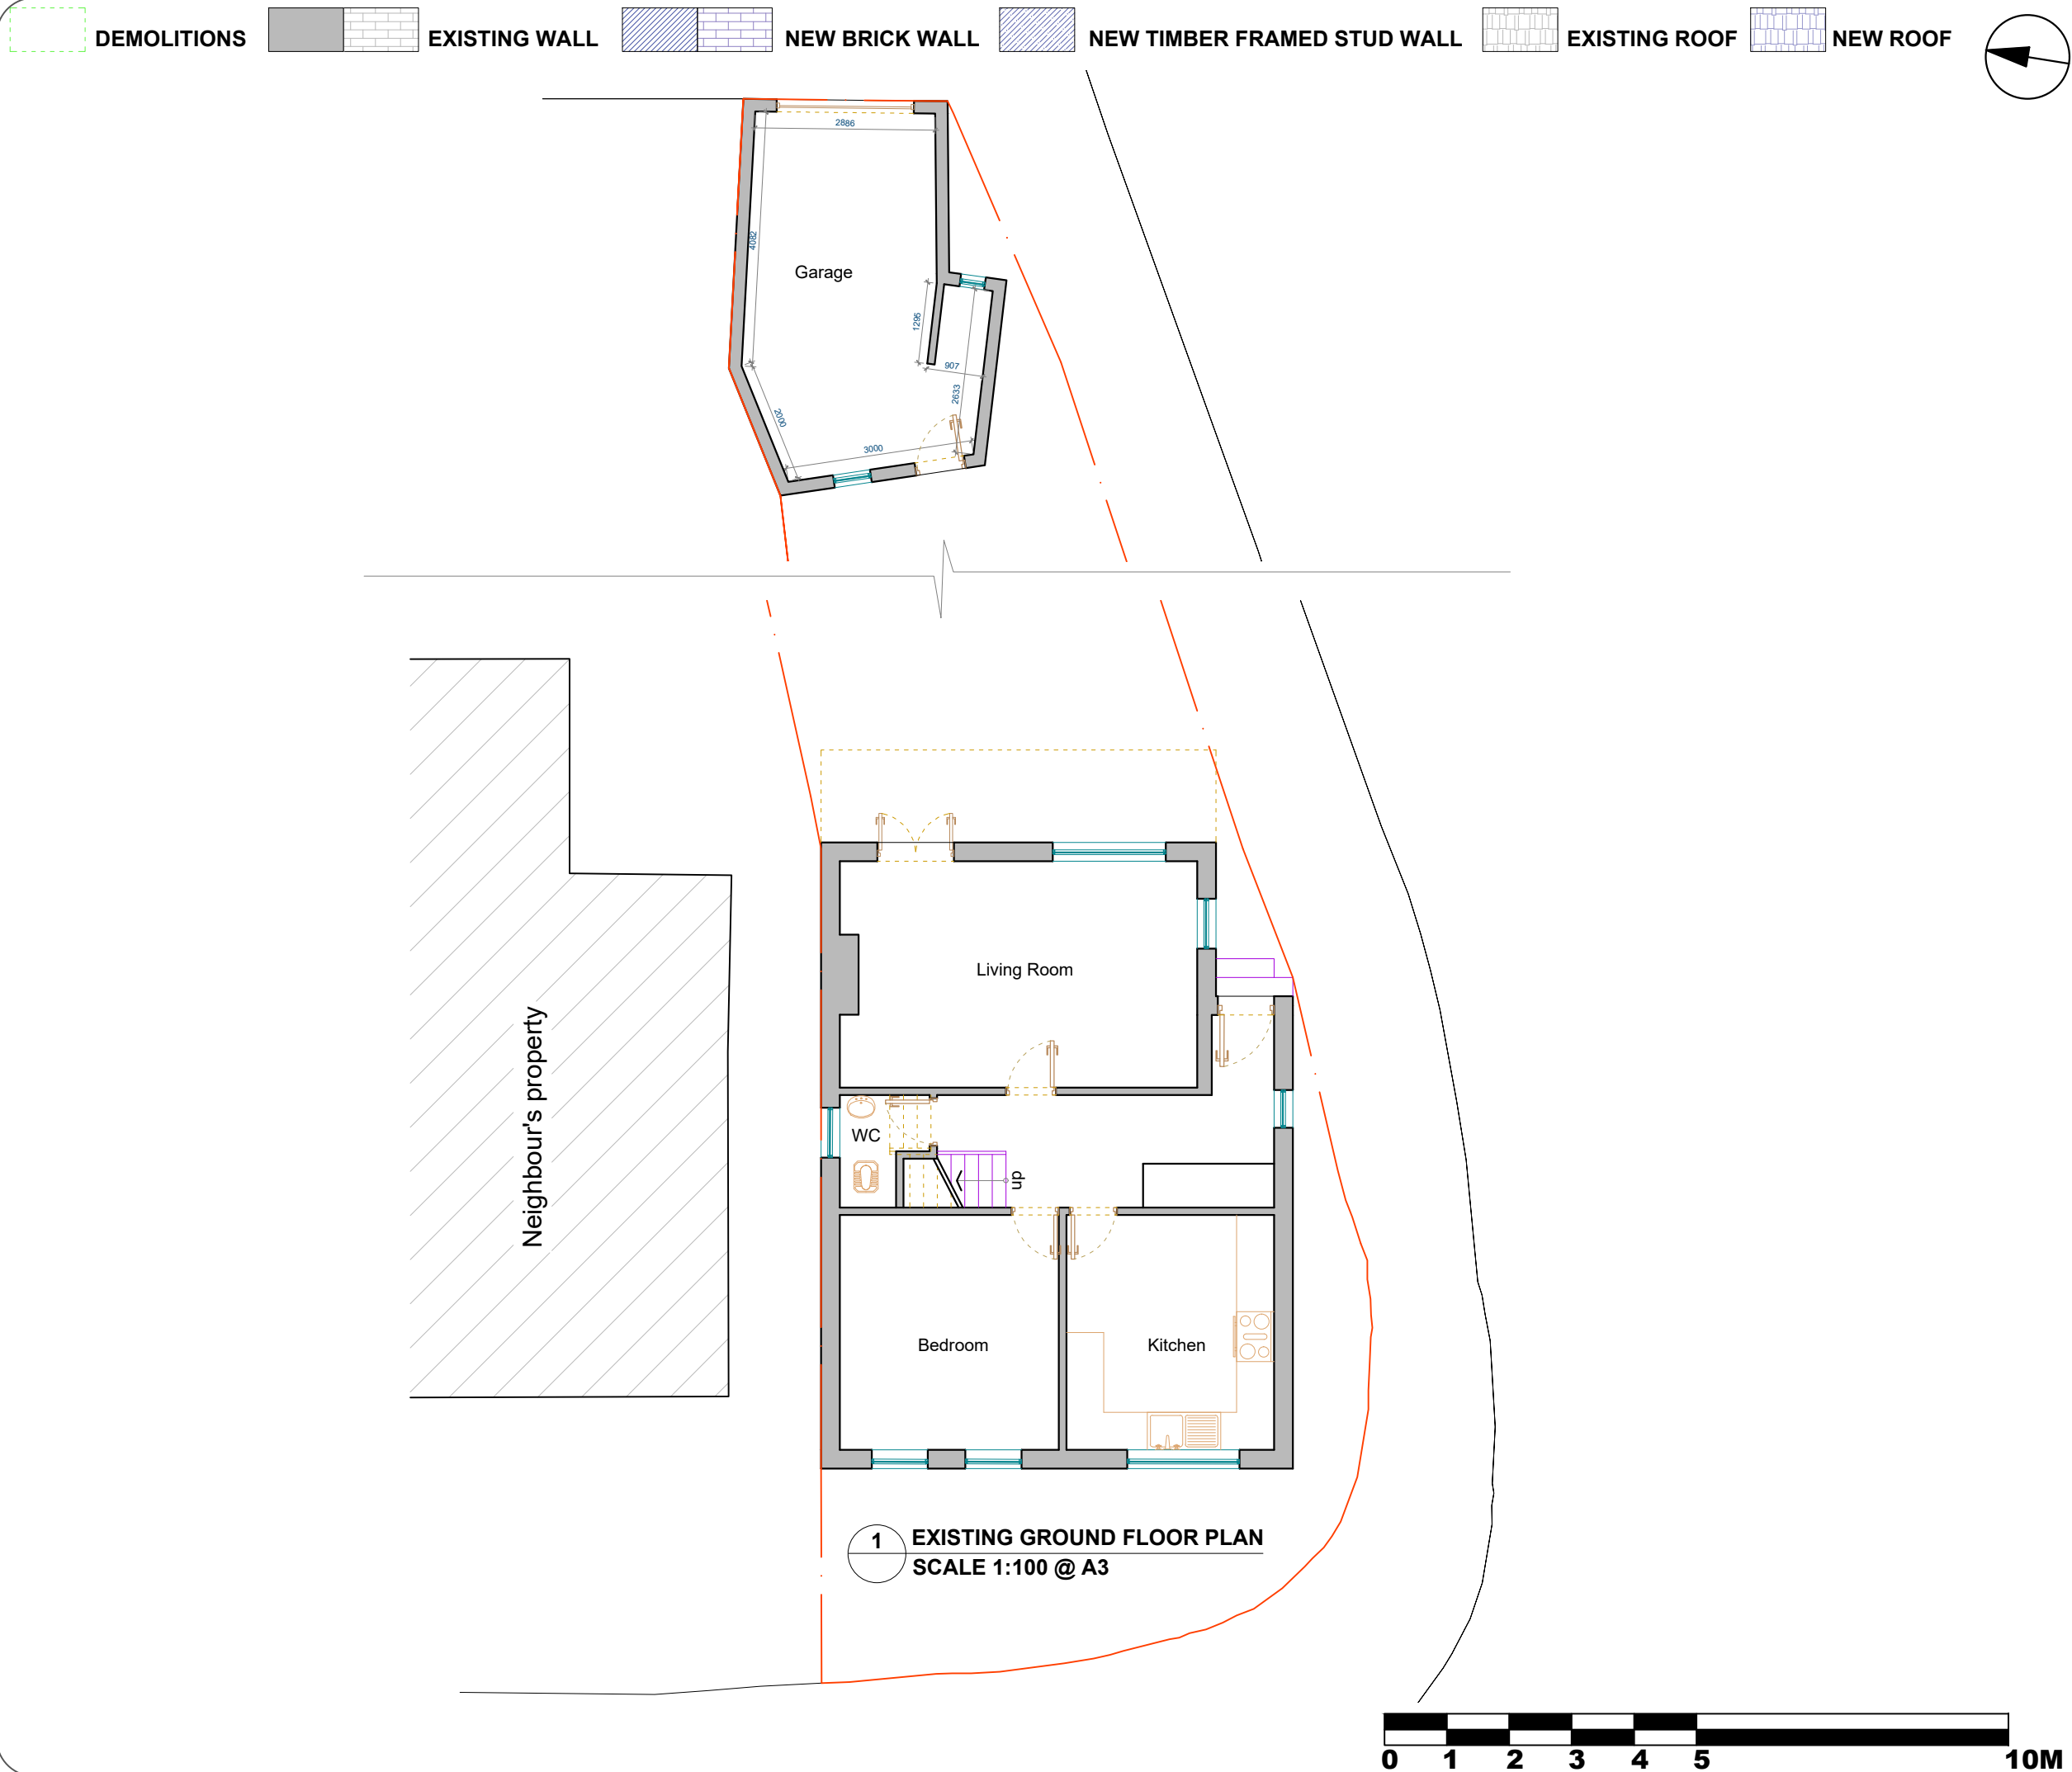 DEMOLITIONS
EXISTING WALL
NEW BRICK WALL
NEW TIMBER FRAMED STUD WALL
EXISTING ROOF
NEW ROOF
2886
4082
Garage
1296
907
2633
2000
3000
Neighbour's property
Living Room
WC
up
Bedroom
Kitchen
1
EXISTING GROUND FLOOR PLAN
SCALE 1:100 @ A3
0 1 2 3 4 5 10M